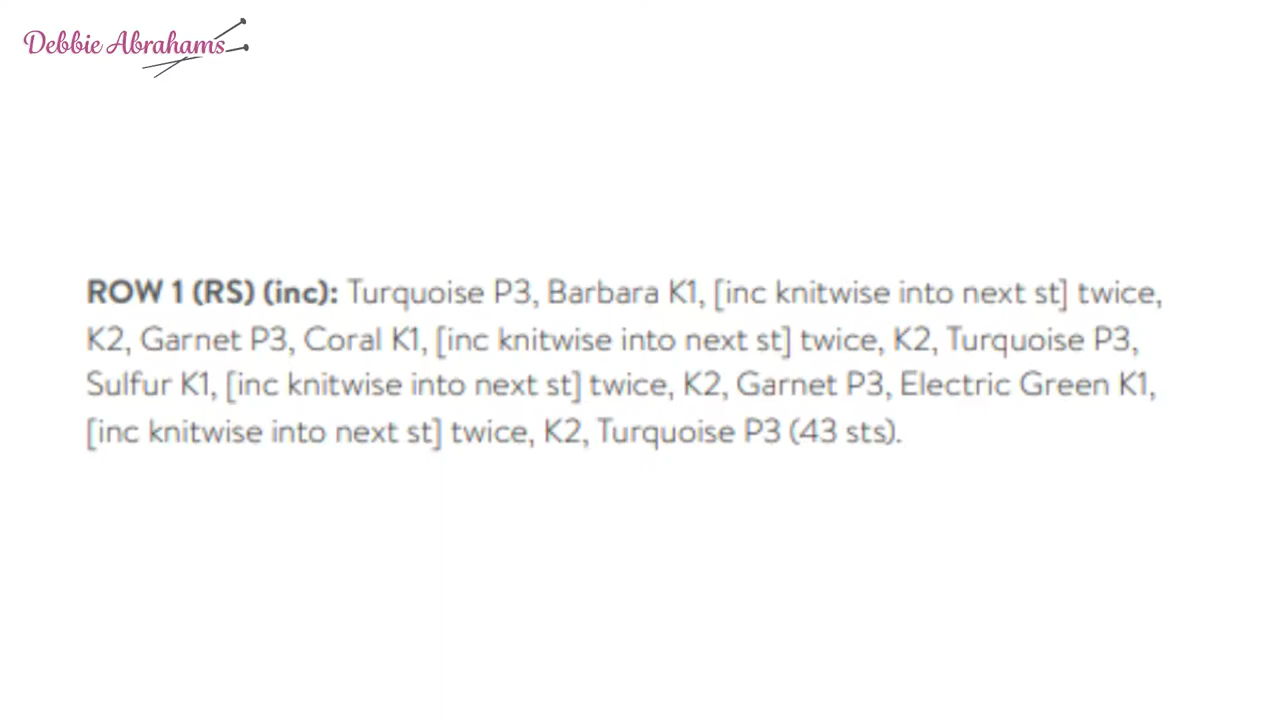 Debbie Abrahams
ROW 1 (RS) (inc): Turquoise P3, Barbara K1, [inc knitwise into next st] twice,
K2, Garnet P3, Coral K1, [inc knitwise into next st] twice, K2, Turquoise P3,
Sulfur K1, [inc knitwise into next st] twice, K2, Garnet P3, Electric Green K1,
[inc knitwise into next st] twice, K2, Turquoise P3 (43 sts).